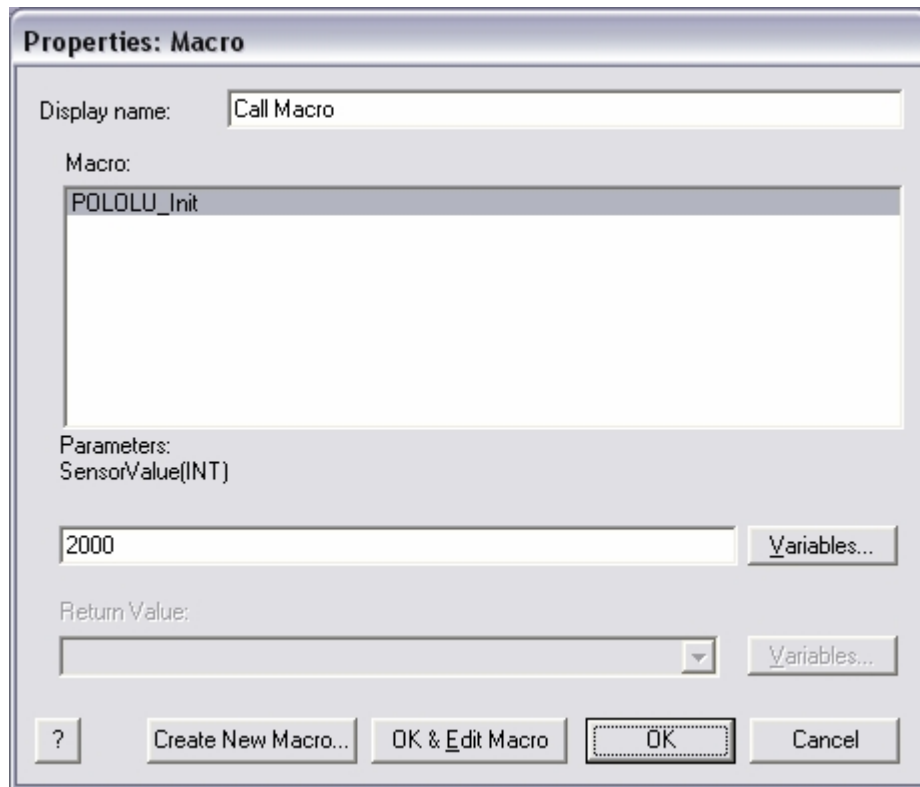 Properties: Macro
Display name: Call Macro
Macro:
POLOLU_Init
Parameters:
SensorValue(INT)
2000 Variables...
Return Value:
Variables...
? Create New Macro... OK & Edit Macro OK Cancel